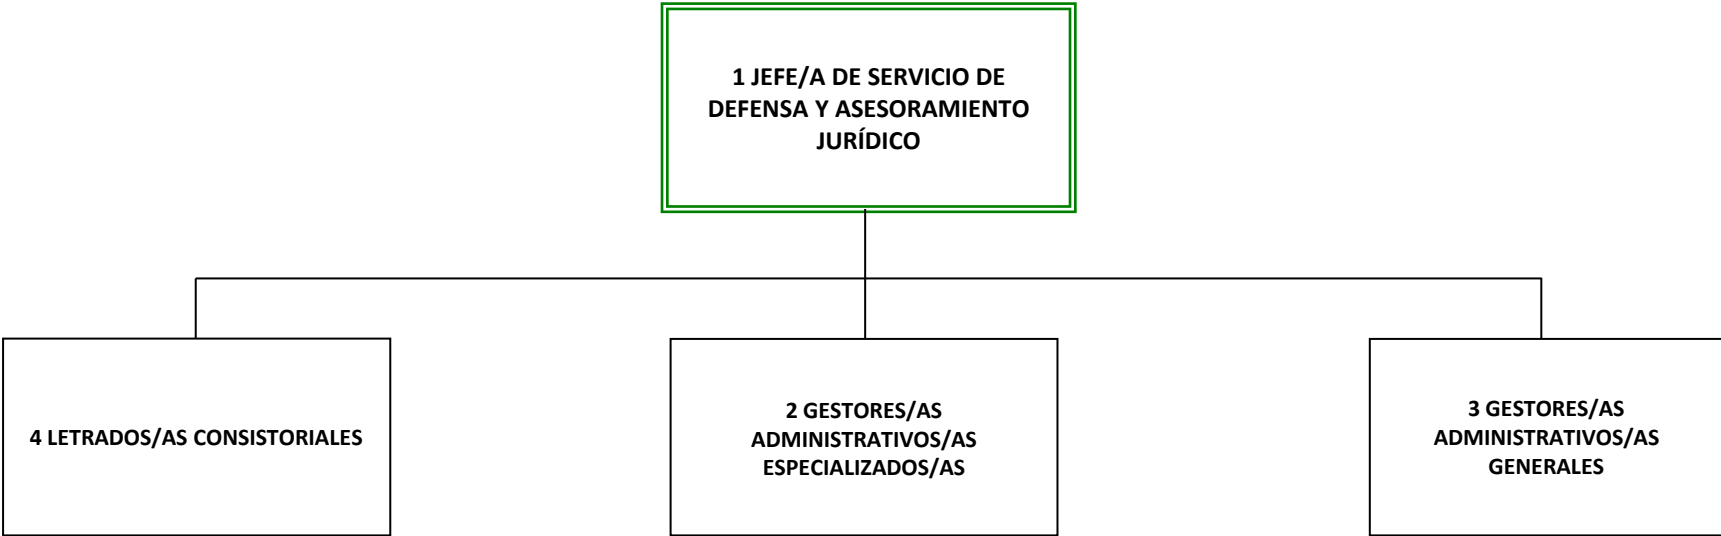 1 JEFE/A DE SERVICIO DE
DEFENSA Y ASESORAMIENTO
JURÍDICO
4 LETRADOS/AS CONSISTORIALES
2 GESTORES/AS
ADMINISTRATIVOS/AS
ESPECIALIZADOS/AS
3 GESTORES/AS
ADMINISTRATIVOS/AS
GENERALES